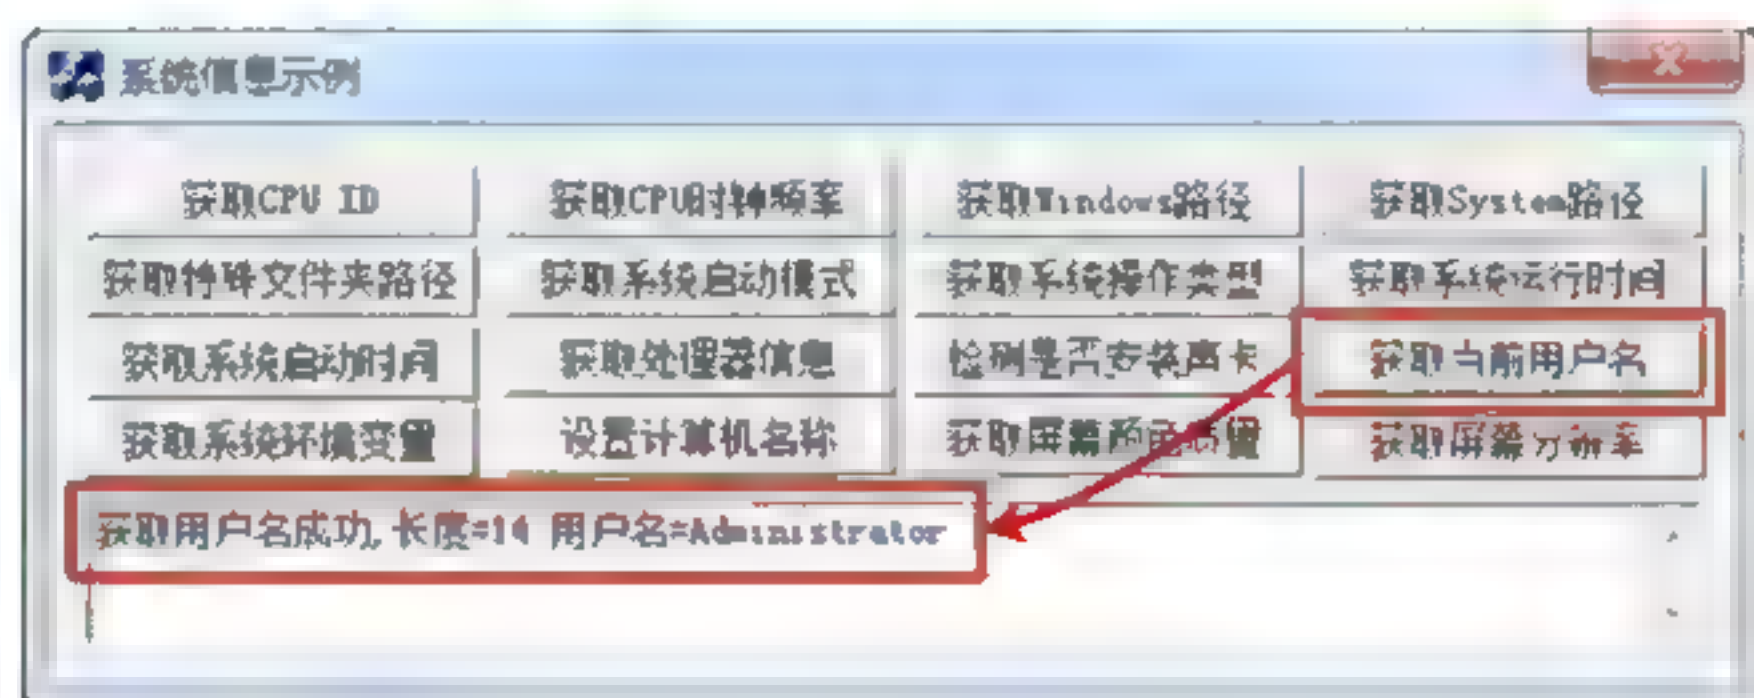 系统信息示例
获取CPU ID 获取CPU时钟频率 获取Windows路径 获取System路径
获取特殊文件夹路径 获取系统启动模式 获取系统操作类型 获取系统运行时间
获取系统启动时间 获取处理器信息 检测是否安装声卡 获取当前用户名
获取系统环境变量 设置计算机名称 获取屏幕颜色质量 获取屏幕分辨率
获取用户名成功,长度=14 用户名=Administrator